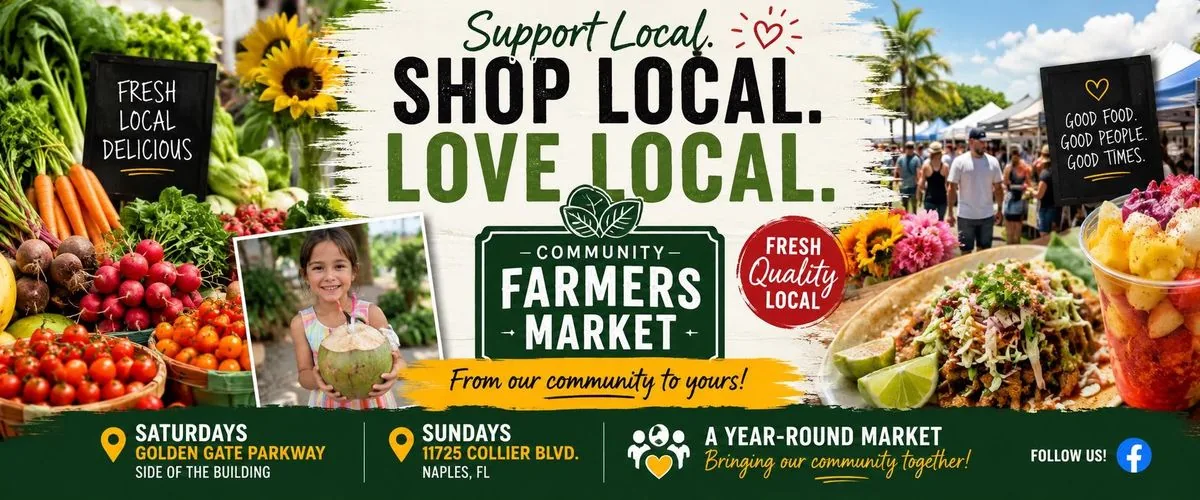 Support Local.
SHOP LOCAL.
LOVE LOCAL.
FRESH
LOCAL
DELICIOUS
GOOD FOOD.
GOOD PEOPLE.
GOOD TIMES.
COMMUNITY
FARMERS
MARKET
FRESH
Quality
LOCAL
From our community to yours!
SATURDAYS
GOLDEN GATE PARKWAY
SIDE OF THE BUILDING
SUNDAYS
11725 COLLIER BLVD.
NAPLES, FL
A YEAR-ROUND MARKET
Bringing our community together!
FOLLOW US!